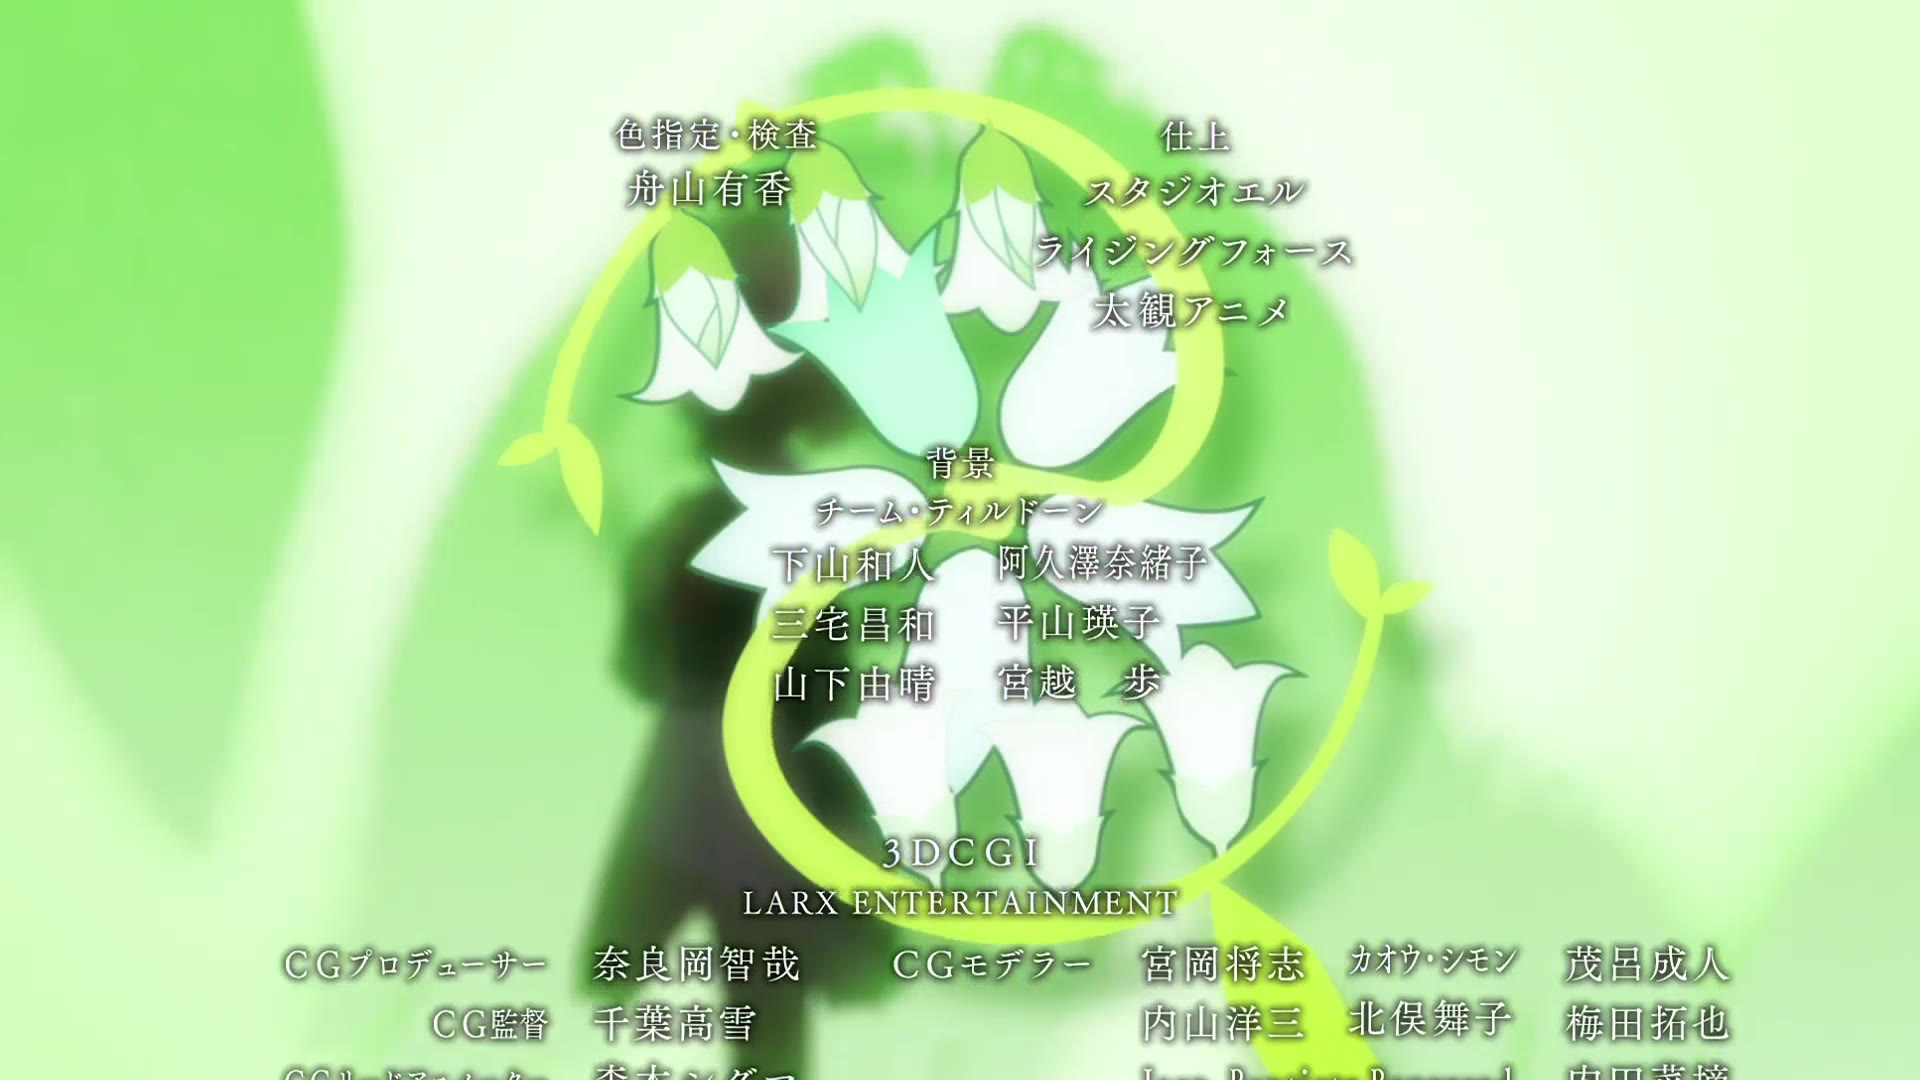 色指定・検査
舟山有香
仕上
スタジオエル
ライジングフォース
太観アニメ
背景
チーム・ティルドーン
下山和人　阿久澤奈緒子
三宅昌和　平山瑛子
山下由晴　宮越　歩
3DCGI
LARX ENTERTAINMENT
CGプロデューサー　奈良岡智哉　CGモデラー　宮岡将志　カオウ・シモン　茂呂成人
CG監督　千葉高雪　内山洋三　北俣舞子　梅田拓也